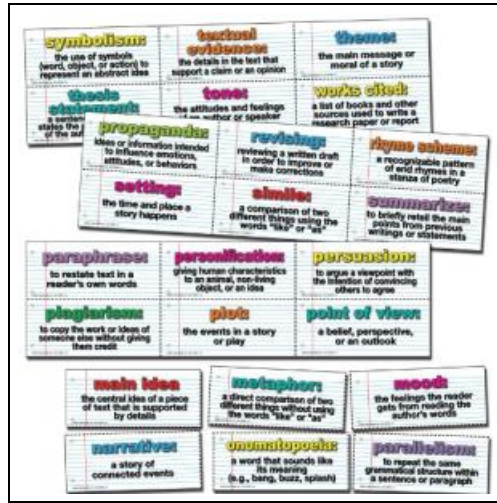 symbolism:
the use of symbols
(word, object, or action) to
represent an abstract idea
textual
evidence:
the details in the text that
support a claim or an opinion
theme:
the main message or
moral of a story
thesis
statement:
a sentence
states the
of the
tone:
the attitudes and feelings
an author or speaker
works cited:
a list of books and other
sources used to write a
research paper or report
propaganda:
ideas or information intended
to influence emotions,
attitudes, or behaviors
revising:
reviewing a written draft
in order to improve or
make corrections
rhyme scheme:
a recognizable pattern
of end rhymes in a
stanza of poetry
setting:
the time and place a
story happens
simile:
a comparison of two
different things using the
words "like" or "as"
summarize:
to briefly retell the main
points from previous
writings or statements
paraphrase:
to restate text in a
reader's own words
personification:
giving human characteristics
to an animal, non-living
object, or an idea
persuasion:
to argue a viewpoint with
the intention of convincing
others to agree
plagiarism:
to copy the work or ideas of
someone else without giving
them credit
plot:
the events in a story
or play
point of view:
a belief, perspective,
or an outlook
main idea
the central idea of a piece
of text that is supported
by details
metaphor:
a direct comparison of two
different things without using
the words "like" or "as"
mood:
the feelings the reader
gets from reading the
author's words
narrative:
a story of
connected events
onomatopoeia:
a word that sounds like
its meaning
(e.g., bang, buzz, splash)
parallelism:
to repeat the same
grammatical structure within
a sentence or paragraph